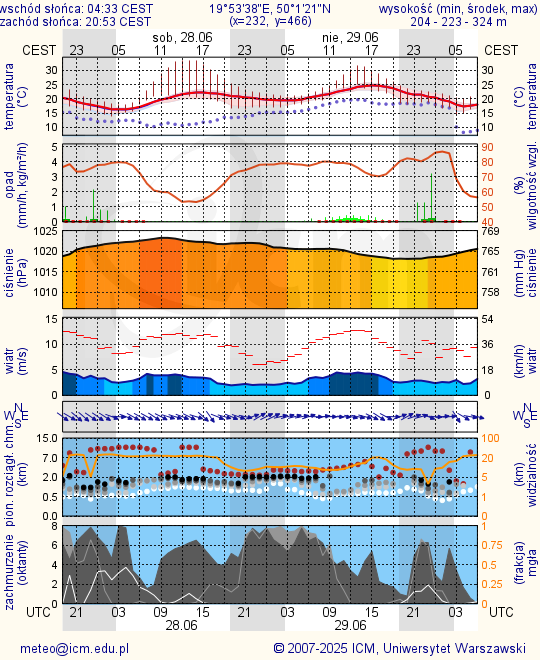 wschód słońca: 04:33 CEST 19°53'38"E, 50°1'21"N wysokość (min, środek, max)
zachód słońca: 20:53 CEST (x=232, y=466) 204 - 223 - 324 m
sob, 28.06 nie, 29.06
CEST 23 05 11 17 23 05 11 17 23 05 CEST
temperatura (°C) 30 25 20 15 10 30 25 20 15 10 (°C) temperatura
opad (mm/h, kg/m²/h) 5 4 3 2 1 0 90 80 70 60 50 40 (%) wilgotność wzgl.
ciśnienie (hPa) 1025 1020 1015 1010 769 765 761 758 (mm Hg) ciśnienie
wiatr (m/s) 15 10 5 0 54 36 18 0 (km/h) wiatr
N W E S N W E S
pion. rozciągł. chm. (km) 15.0 7.0 2.0 0.5 0.0 100 20 5 1 0 (km) widzialność
zachmurzenie (oktanty) 8 6 4 2 0 1 0.75 0.5 0.25 0 (frakcja) mgła
UTC 21 03 09 15 21 03 09 15 21 03 UTC
28.06 29.06
meteo@icm.edu.pl © 2007-2025 ICM, Uniwersytet Warszawski